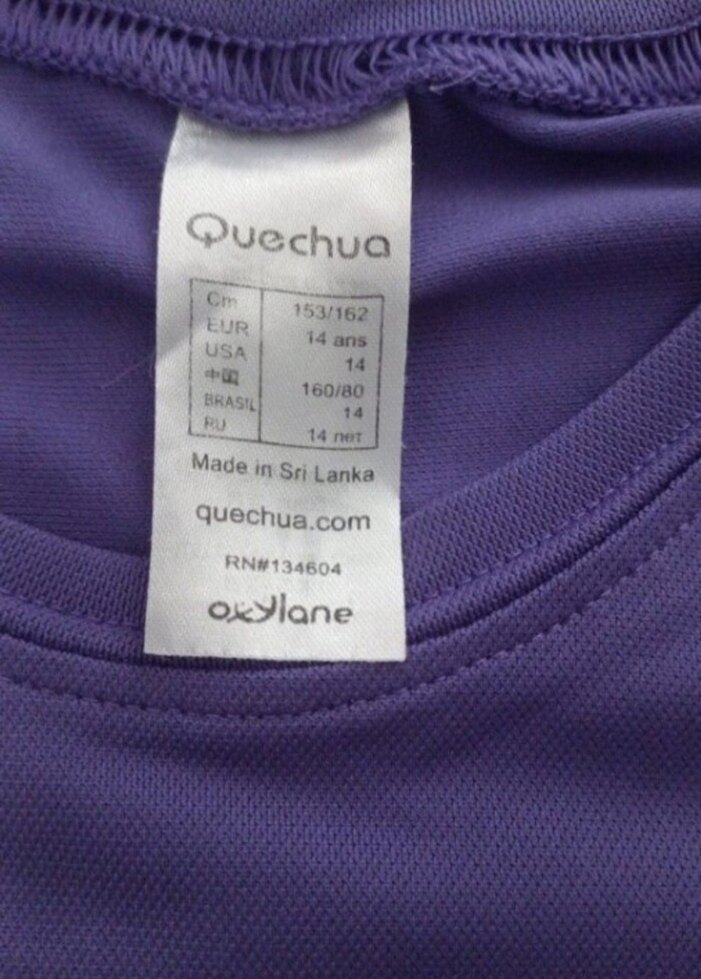 Quechua
Cm 153/162
EUR 14 ans
USA 14
中国 160/80
BRASIL 14
RU 14 лет
Made in Sri Lanka
quechua.com
RN#134604
oxylane